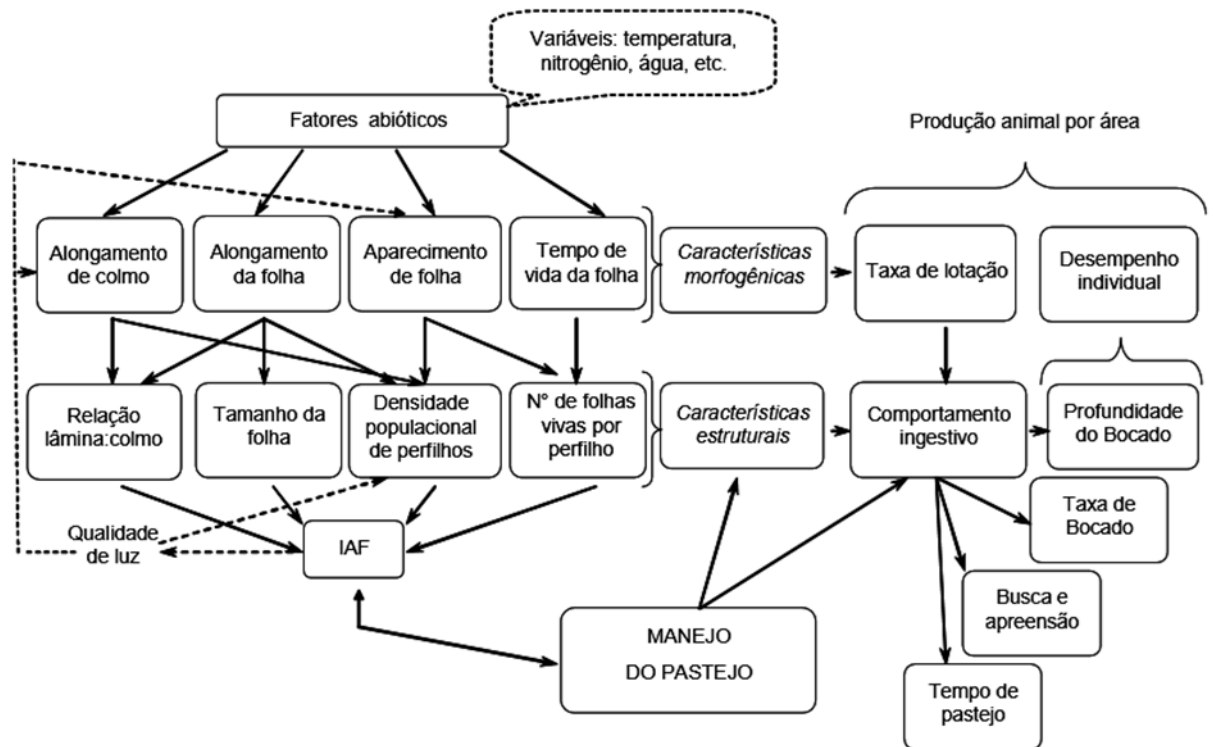 Variáveis: temperatura,
nitrogênio, água, etc.
Fatores abióticos
Produção animal por área
Alongamento
de colmo
Alongamento
da folha
Aparecimento
de folha
Tempo de
vida da folha
Características
morfogênicas
Taxa de lotação
Desempenho
individual
Relação
lâmina:colmo
Tamanho da
folha
Densidade
populacional
de perfilhos
N° de folhas
vivas por
perfilho
Características
estruturais
Comportamento
ingestivo
Profundidade
do Bocado
Qualidade
de luz
IAF
Taxa de
Bocado
Busca e
apreensão
MANEJO
DO PASTEJO
Tempo de
pastejo